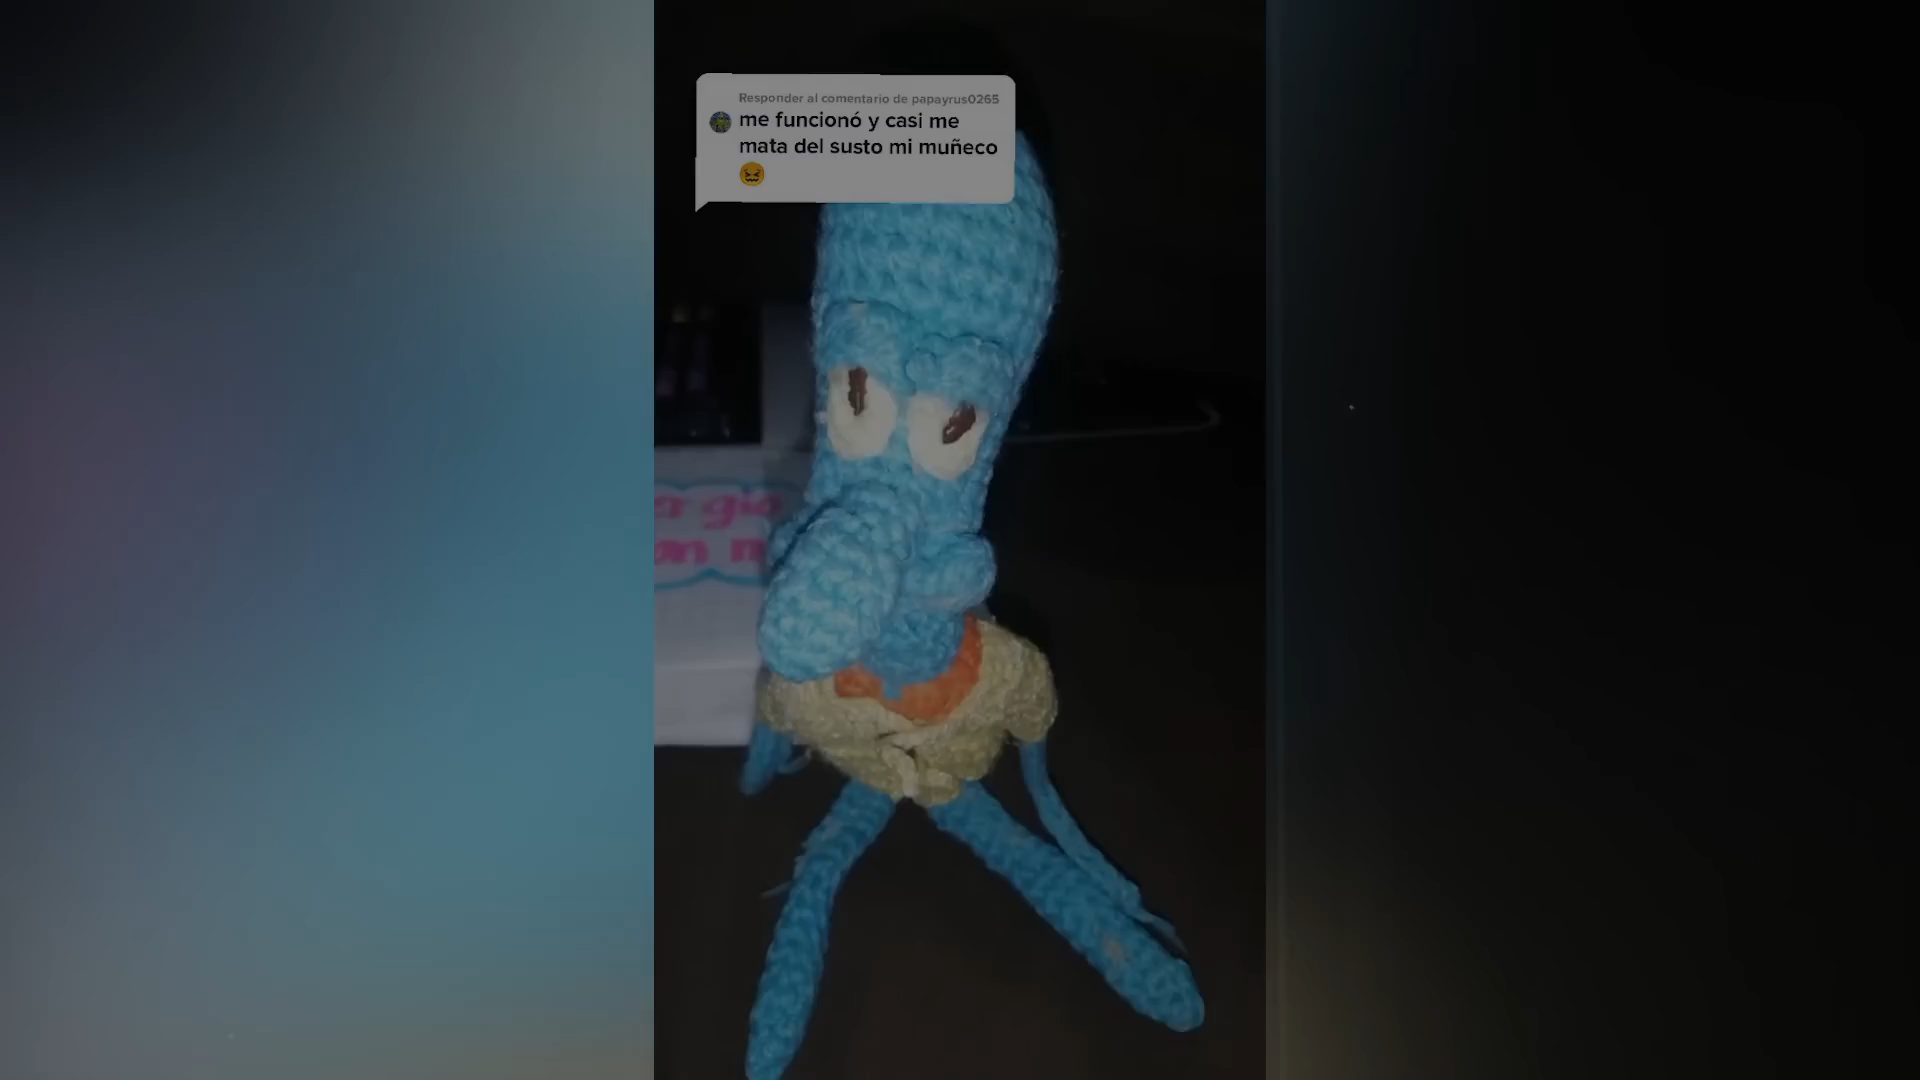 Responder al comentario de papayrus0265
me funcionó y casi me
mata del susto mi muñeco
😖